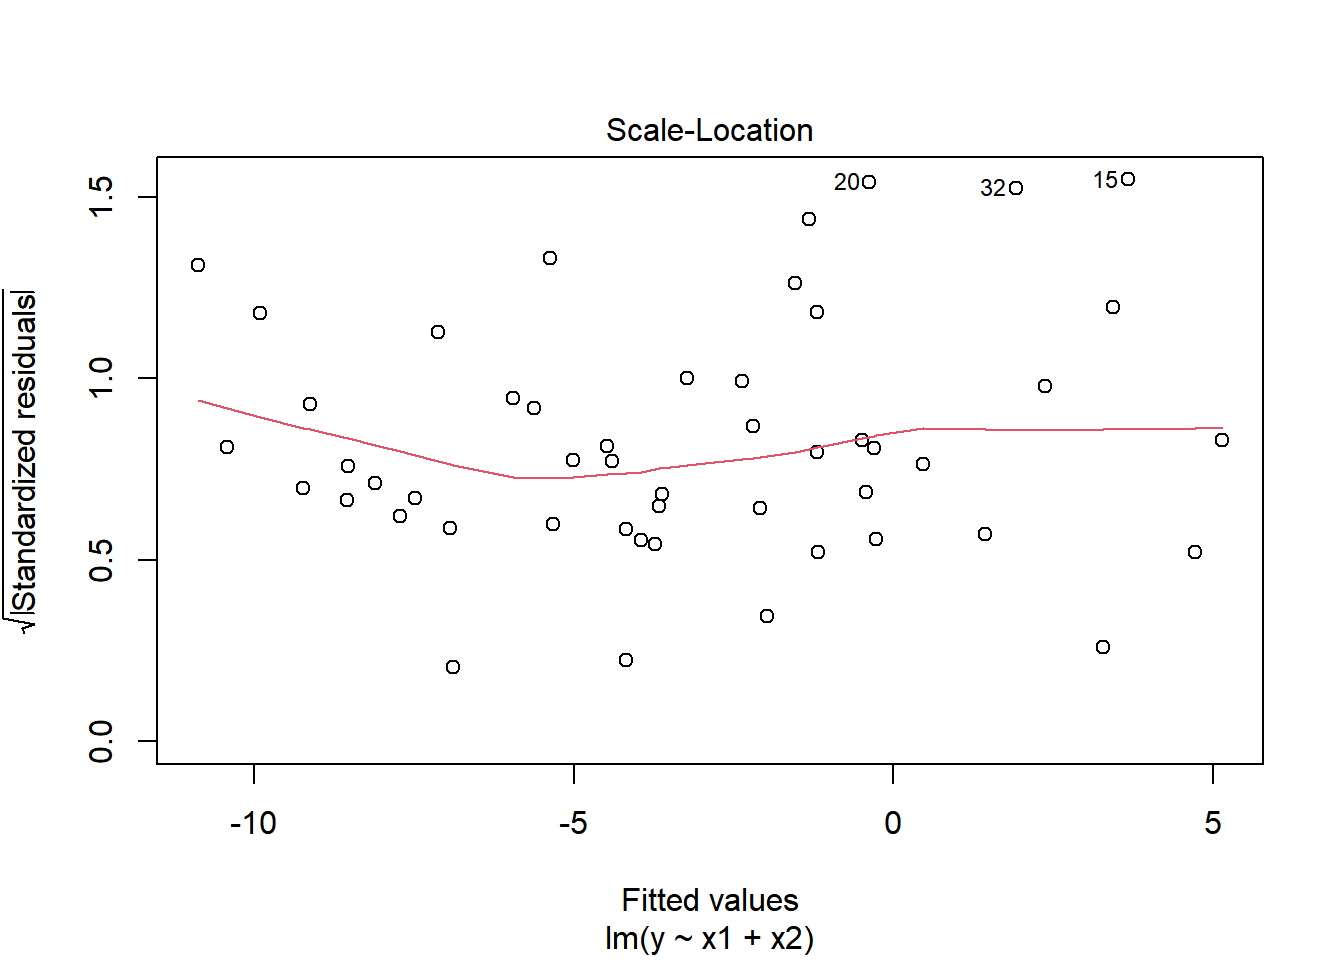 Scale-Location
√|Standardized residuals|
1.5
1.0
0.5
0.0
20
32
15
-10 -5 0 5
Fitted values
lm(y ~ x1 + x2)